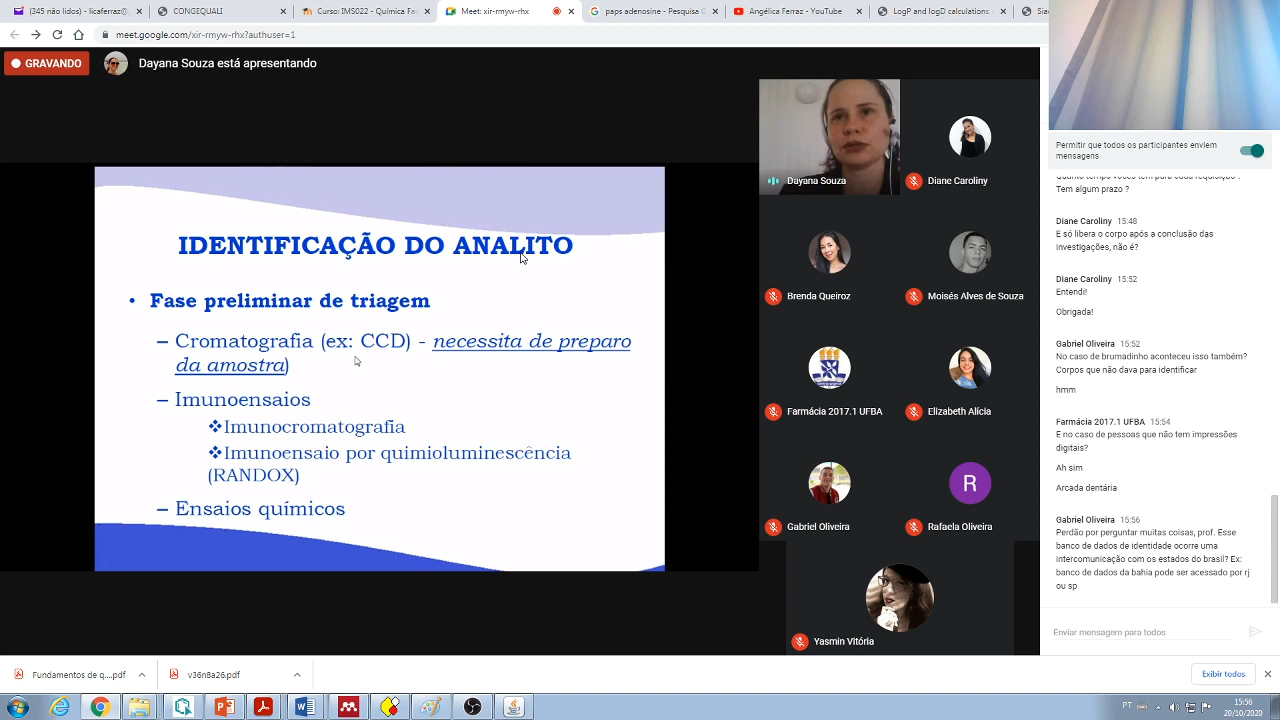 (345 não lidos) - licaferraz@
CONGEQUALI
Curso: IMS022 - Química Far
Meet: xir-rmyw-rhx
paps adenosine - Pesquisa G
Angélica Ferraz - YouTube
LogP and logD calculations
meet.google.com/xir-rmyw-rhx?authuser=1
GRAVANDO
Dayana Souza está apresentando
IDENTIFICAÇÃO DO ANALITO
• Fase preliminar de triagem
– Cromatografia (ex: CCD) - necessita de preparo
da amostra)
– Imunoensaios
❖Imunocromatografia
❖Imunoensaio por quimioluminescência
(RANDOX)
– Ensaios químicos
Dayana Souza
Diane Caroliny
Brenda Queiroz
Moisés Alves de Souza
Farmácia 2017.1 UFBA
Elizabeth Alícia
Gabriel Oliveira
R
Rafaela Oliveira
Yasmin Vitória
Permitir que todos os participantes enviem
mensagens
Quanto tempo vocês têm para cada requisição ?
Tem algum prazo ?
Diane Caroliny 15:48
E só libera o corpo após a conclusão das
investigações, não é?
Diane Caroliny 15:52
Entendi!
Obrigada!
Gabriel Oliveira 15:52
No caso de brumadinho aconteceu isso também?
Corpos que não dava para identificar
hmm
Farmácia 2017.1 UFBA 15:54
E no caso de pessoas que não tem impressões
digitais?
Ah sim
Arcada dentária
Gabriel Oliveira 15:56
Perdão por perguntar muitas coisas, prof. Esse
banco de dados de identidade ocorre uma
intercomunicação com os estados do brasil? Ex:
banco de dados da bahia pode ser acessado por rj
ou sp
Enviar mensagem para todos
Fundamentos de q....pdf
v36n8a26.pdf
Exibir todos
PT
15:56
20/10/2020